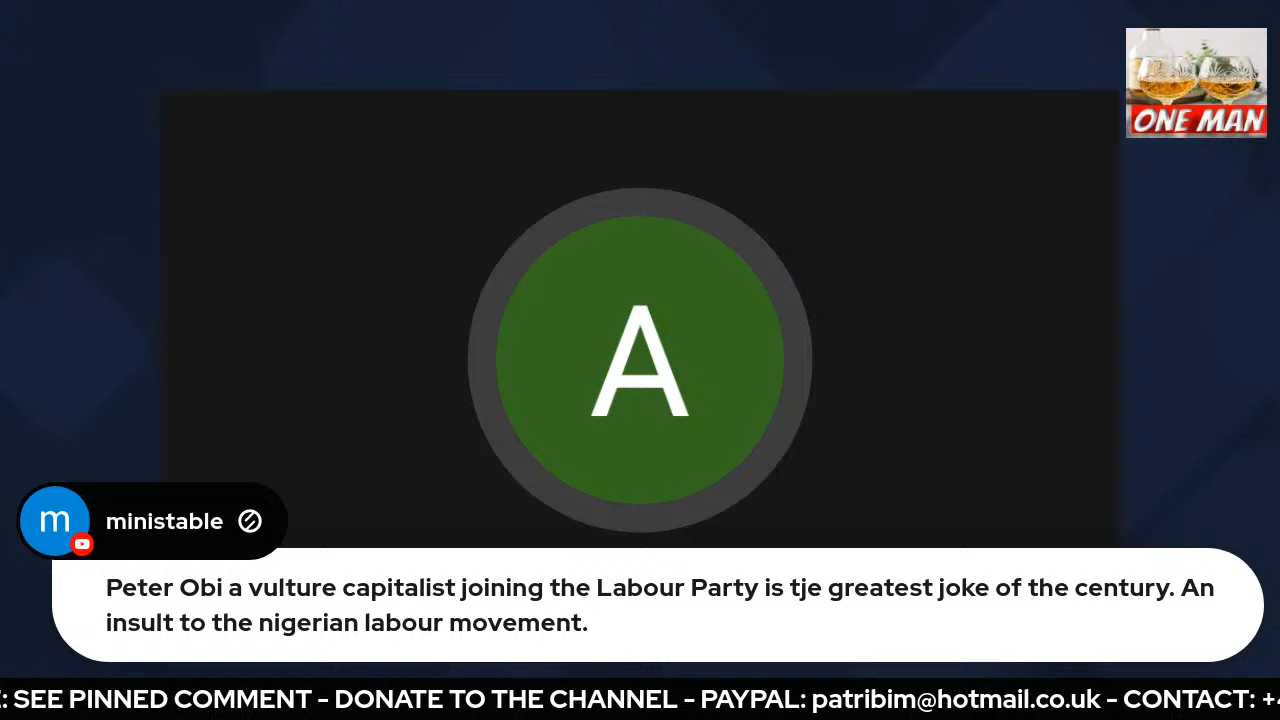 ONE MAN
A
m
ministable
Peter Obi a vulture capitalist joining the Labour Party is tje greatest joke of the century. An
insult to the nigerian labour movement.
: SEE PINNED COMMENT - DONATE TO THE CHANNEL - PAYPAL: patribim@hotmail.co.uk - CONTACT: +